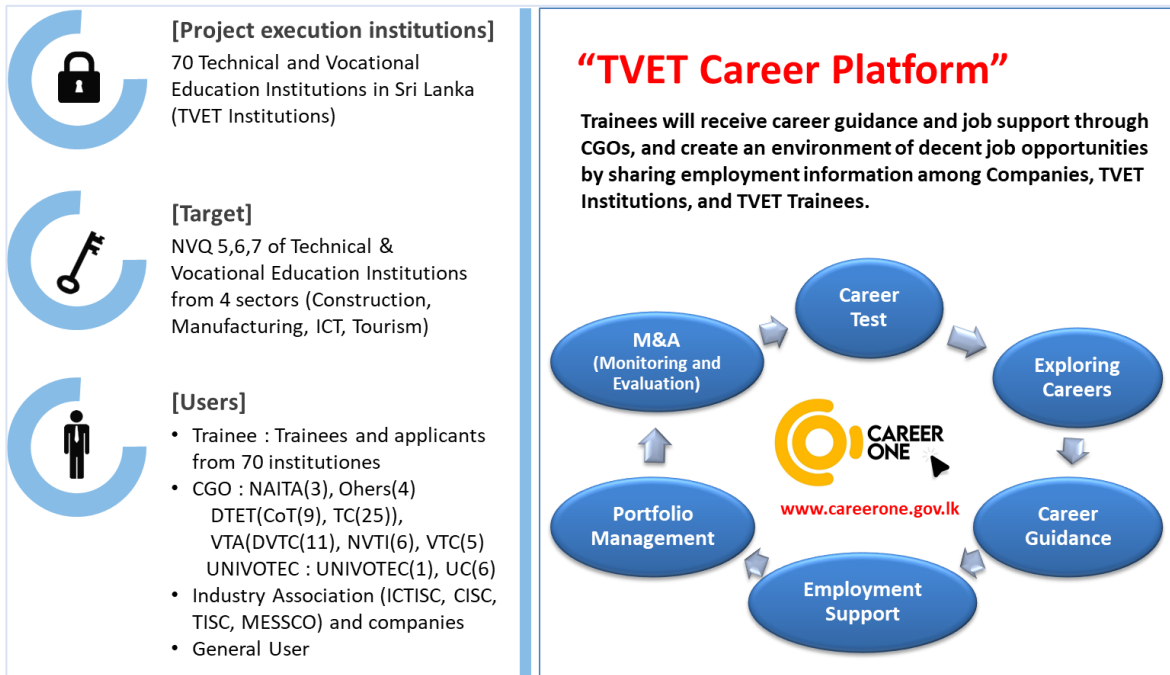 [Project execution institutions]
70 Technical and Vocational
Education Institutions in Sri Lanka
(TVET Institutions)
[Target]
NVQ 5,6,7 of Technical &
Vocational Education Institutions
from 4 sectors (Construction,
Manufacturing, ICT, Tourism)
[Users]
• Trainee : Trainees and applicants
from 70 institutiones
• CGO : NAITA(3), Ohers(4)
DTET(CoT(9), TC(25)),
VTA(DVTC(11), NVTI(6), VTC(5)
UNIVOTEC : UNIVOTEC(1), UC(6)
• Industry Association (ICTISC, CISC,
TISC, MESSCO) and companies
• General User
“TVET Career Platform”
Trainees will receive career guidance and job support through
CGOs, and create an environment of decent job opportunities
by sharing employment information among Companies, TVET
Institutions, and TVET Trainees.
Career
Test
Exploring
Careers
Career
Guidance
Employment
Support
Portfolio
Management
M&A
(Monitoring and
Evaluation)
CAREER
ONE
www.careerone.gov.lk